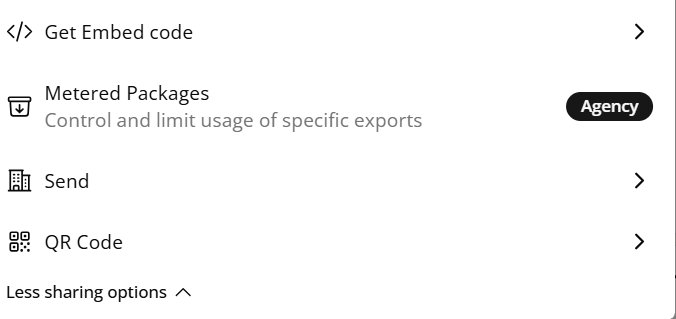 Get Embed code
Metered Packages
Agency
Control and limit usage of specific exports
Send
QR Code
Less sharing options